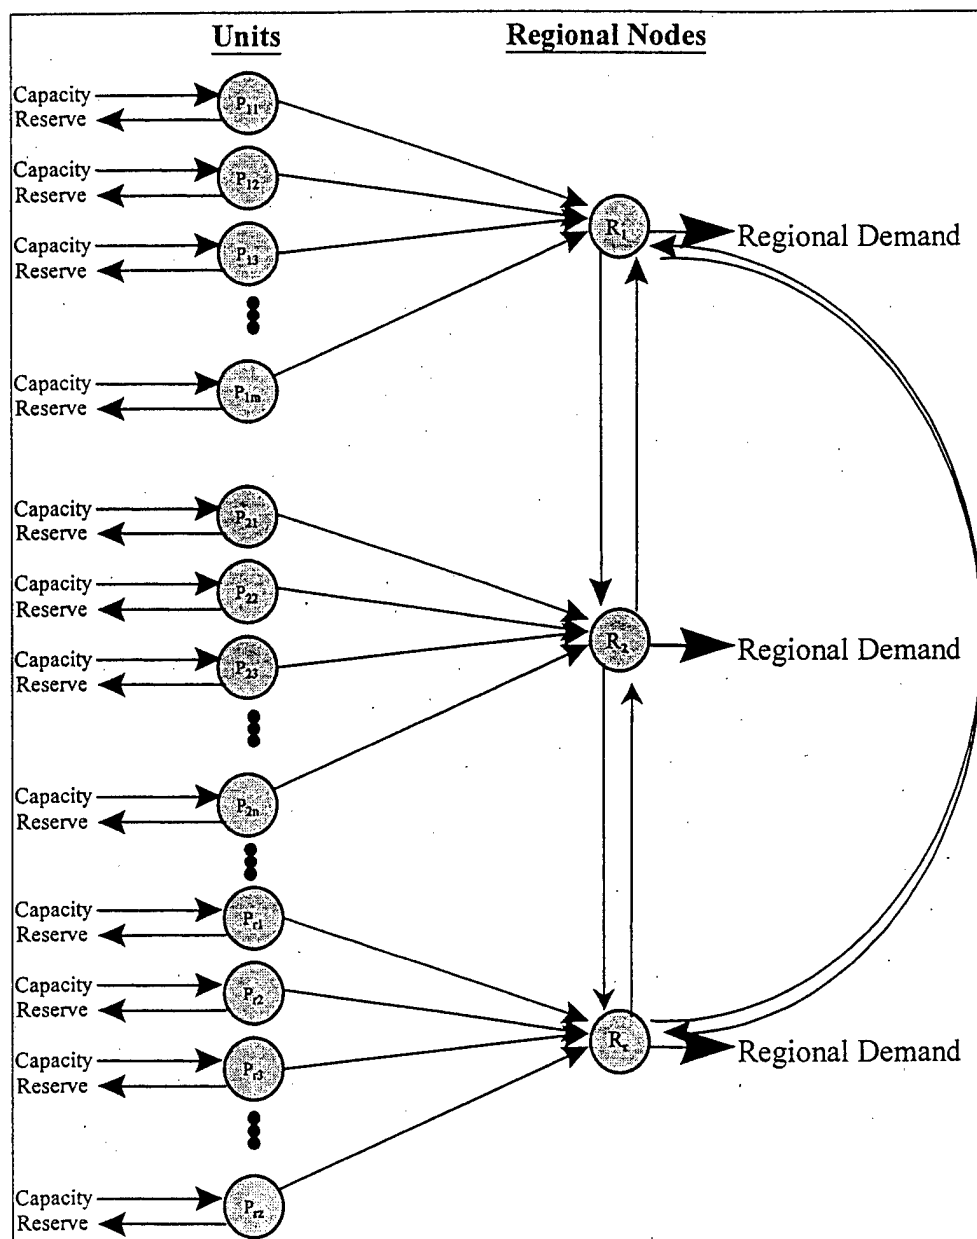 Units Regional Nodes
Capacity
Reserve
P11
Capacity
Reserve
P12
Capacity
Reserve
P13
R1
Regional Demand
Capacity
Reserve
P1m
Capacity
Reserve
P21
Capacity
Reserve
P22
Capacity
Reserve
P23
R2
Regional Demand
Capacity
Reserve
P2n
Capacity
Reserve
Pr1
Capacity
Reserve
Pr2
Capacity
Reserve
Pr3
Rr
Regional Demand
Capacity
Reserve
Prz